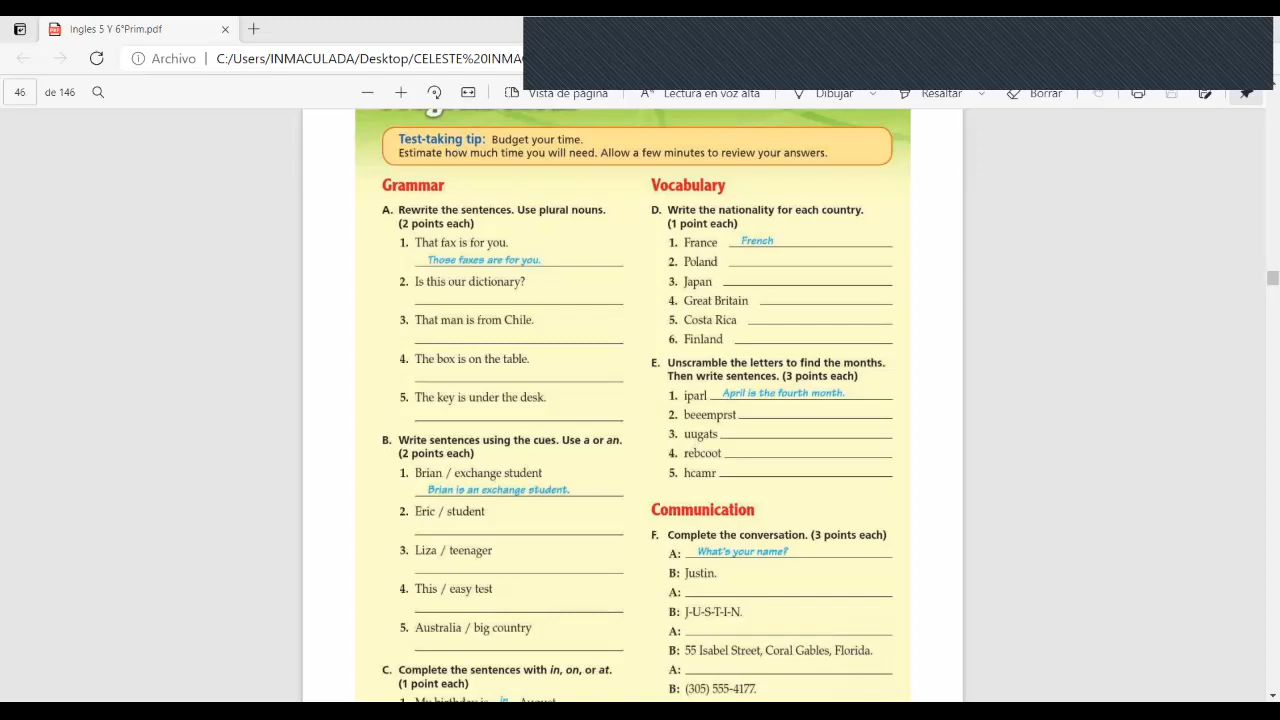 Ingles 5 Y 6°Prim.pdf
Archivo
C:/Users/INMACULADA/Desktop/CELESTE%20INMA
46 de 146
Vista de página
Lectura en voz alta
Dibujar
Resaltar
Borrar
Test-taking tip: Budget your time.
Estimate how much time you will need. Allow a few minutes to review your answers.
Grammar
A. Rewrite the sentences. Use plural nouns.
(2 points each)
1. That fax is for you.
Those faxes are for you.
2. Is this our dictionary?
3. That man is from Chile.
4. The box is on the table.
5. The key is under the desk.
B. Write sentences using the cues. Use a or an.
(2 points each)
1. Brian / exchange student
Brian is an exchange student.
2. Eric / student
3. Liza / teenager
4. This / easy test
5. Australia / big country
C. Complete the sentences with in, on, or at.
(1 point each)
1. My birthday is in August
Vocabulary
D. Write the nationality for each country.
(1 point each)
1. France French
2. Poland
3. Japan
4. Great Britain
5. Costa Rica
6. Finland
E. Unscramble the letters to find the months.
Then write sentences. (3 points each)
1. iparl April is the fourth month.
2. beeemprst
3. uugats
4. rebcoot
5. hcamr
Communication
F. Complete the conversation. (3 points each)
A: What's your name?
B: Justin.
A:
B: J-U-S-T-I-N.
A:
B: 55 Isabel Street, Coral Gables, Florida.
A:
B: (305) 555-4177.